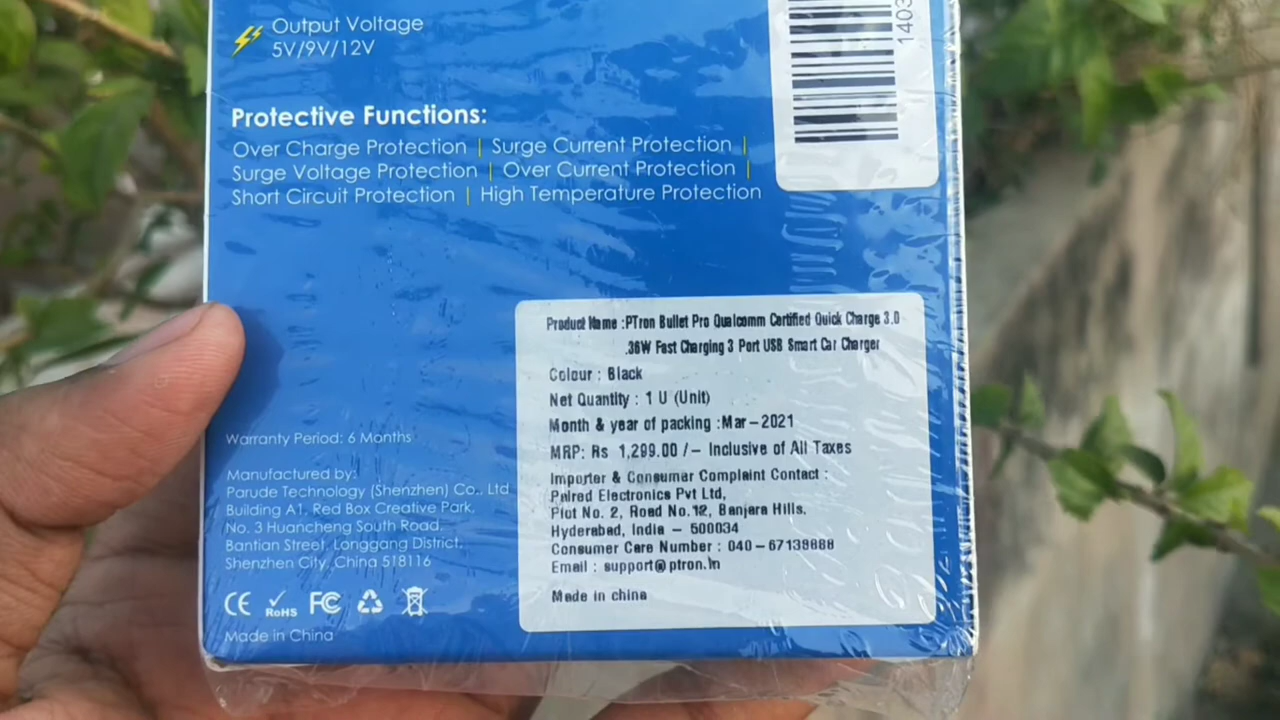 Output Voltage
5V/9V/12V
1403
Protective Functions:
Over Charge Protection | Surge Current Protection |
Surge Voltage Protection | Over Current Protection |
Short Circuit Protection | High Temperature Protection
Product Name :PTron Bullet Pro Qualcomm Certified Quick Charge 3.0
.36W Fast Charging 3 Port USB Smart Car Charger
Colour : Black
Net Quantity : 1 U (Unit)
Month & year of packing :Mar-2021
MRP: Rs 1,299.00 /- Inclusive of All Taxes
Importer & Consumer Complaint Contact :
Palred Electronics Pvt Ltd,
Plot No. 2, Road No.12, Banjara Hills.
Hyderabad, India - 500034
Consumer Care Number : 040-67138888
Email : support@ptron.in
Made in china
Warranty Period: 6 Months
Manufactured by:
Parude Technology (Shenzhen) Co., Ltd
Building A1, Red Box Creative Park,
No. 3 Huancheng South Road,
Bantian Street, Longgang District,
Shenzhen City, China 518116
CE RoHS FC
Made in China